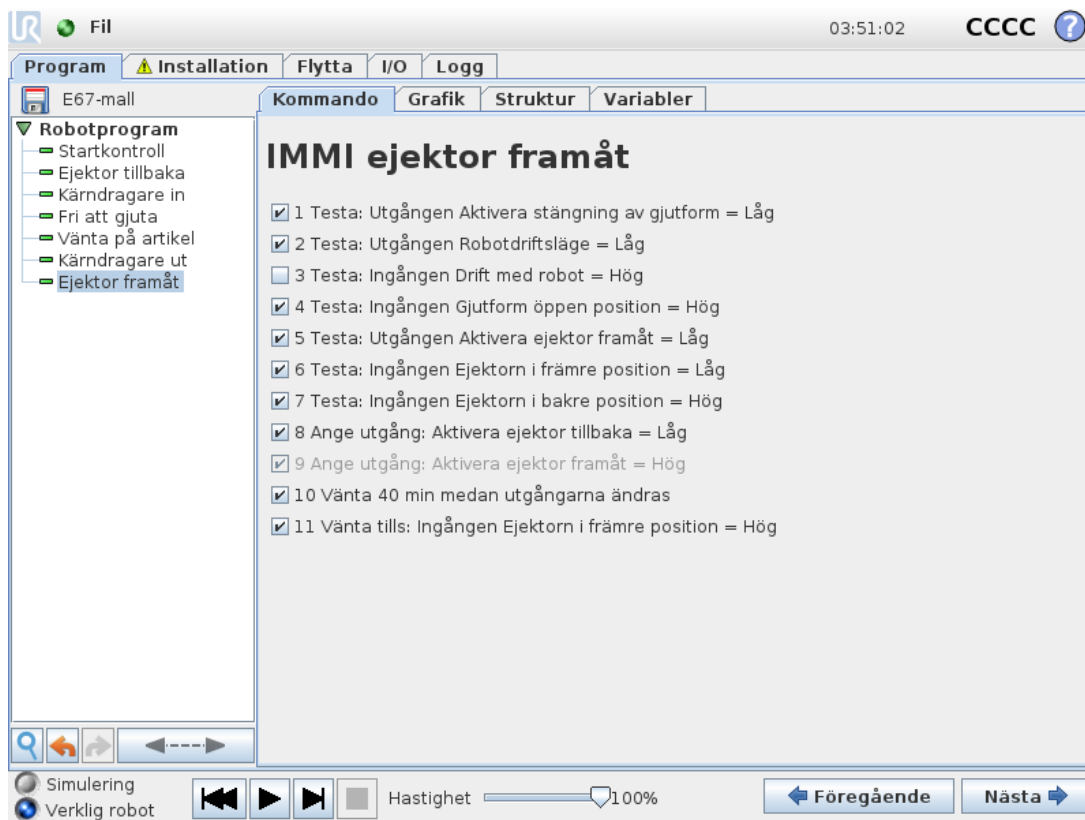 UR Fil 03:51:02 CCCC ?
Program Installation Flytta I/O Logg
E67-mall
Kommando Grafik Struktur Variabler
Robotprogram
Startkontroll
Ejektor tillbaka
Kärndragare in
Fri att gjuta
Vänta på artikel
Kärndragare ut
Ejektor framåt
IMMI ejektor framåt
1 Testa: Utgången Aktivera stängning av gjutform = Låg
2 Testa: Utgången Robotdriftsläge = Låg
3 Testa: Ingången Drift med robot = Hög
4 Testa: Ingången Gjutform öppen position = Hög
5 Testa: Utgången Aktivera ejektor framåt = Låg
6 Testa: Ingången Ejektorn i främre position = Låg
7 Testa: Ingången Ejektorn i bakre position = Hög
8 Ange utgång: Aktivera ejektor tillbaka = Låg
9 Ange utgång: Aktivera ejektor framåt = Hög
10 Vänta 40 min medan utgångarna ändras
11 Vänta tills: Ingången Ejektorn i främre position = Hög
Simulering
Verklig robot
Hastighet 100%
Föregående
Nästa